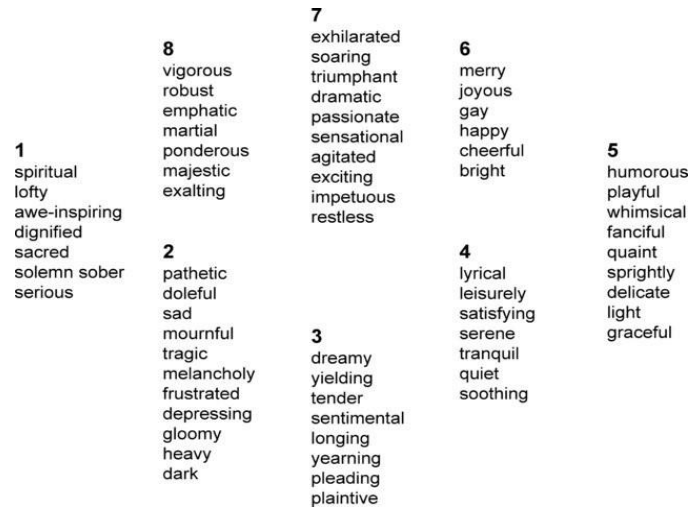 1
spiritual
lofty
awe-inspiring
dignified
sacred
solemn sober
serious
2
pathetic
doleful
sad
mournful
tragic
melancholy
frustrated
depressing
gloomy
heavy
dark
3
dreamy
yielding
tender
sentimental
longing
yearning
pleading
plaintive
4
lyrical
leisurely
satisfying
serene
tranquil
quiet
soothing
5
humorous
playful
whimsical
fanciful
quaint
sprightly
delicate
light
graceful
6
merry
joyous
gay
happy
cheerful
bright
7
exhilarated
soaring
triumphant
dramatic
passionate
sensational
agitated
exciting
impetuous
restless
8
vigorous
robust
emphatic
martial
ponderous
majestic
exalting